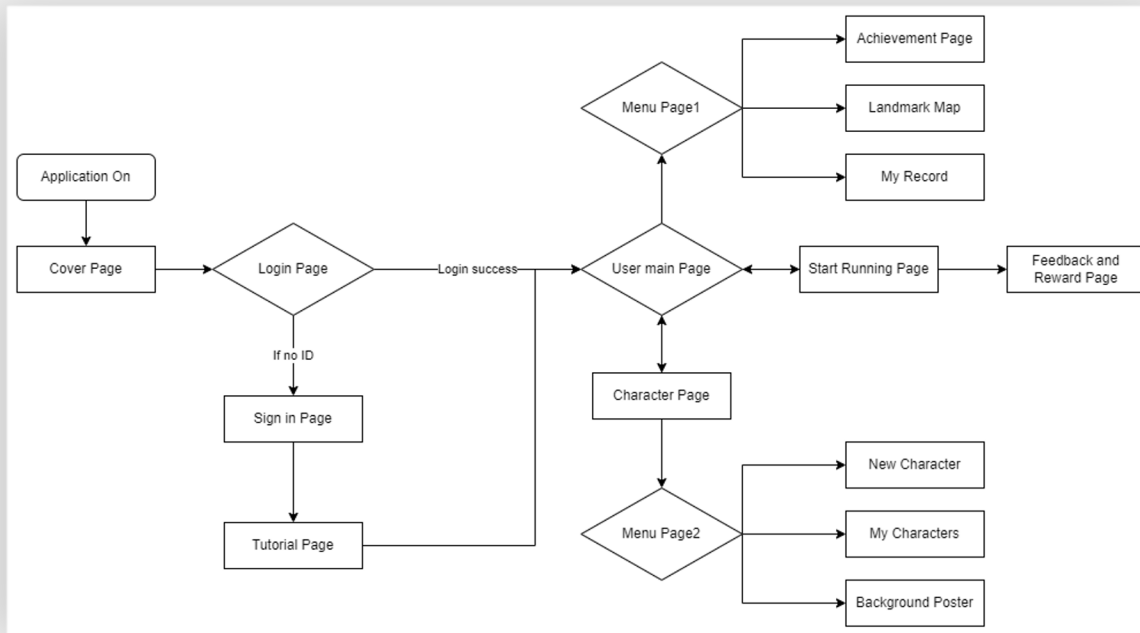 Achievement Page
Menu Page1
Landmark Map
Application On
My Record
Cover Page
Login Page
Login success
User main Page
Start Running Page
Feedback and
Reward Page
If no ID
Character Page
Sign in Page
New Character
Menu Page2
My Characters
Tutorial Page
Background Poster